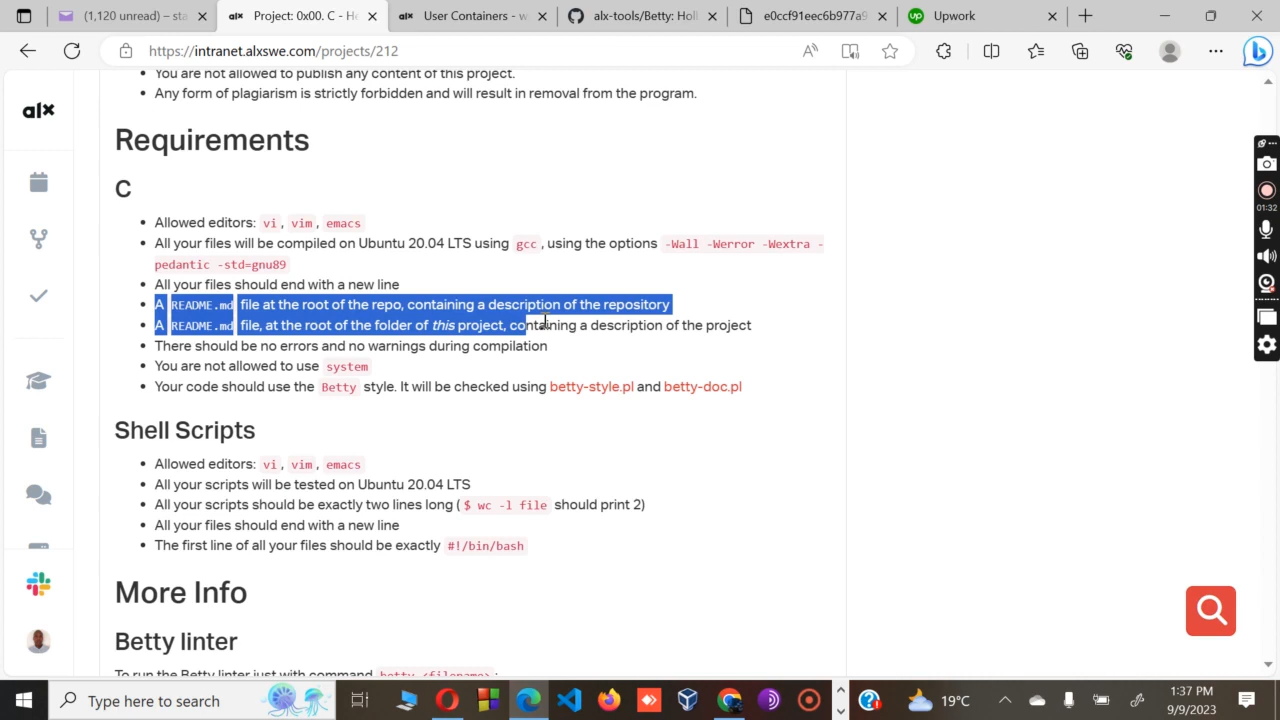 (1,120 unread) – sta
Project: 0x00. C - He
User Containers - w
alx-tools/Betty: Holl
e0ccf91eec6b977a9
Upwork
https://intranet.alxswe.com/projects/212
You are not allowed to publish any content of this project.
Any form of plagiarism is strictly forbidden and will result in removal from the program.
alx
Requirements
C
Allowed editors: vi, vim, emacs
All your files will be compiled on Ubuntu 20.04 LTS using gcc, using the options -Wall -Werror -Wextra -
pedantic -std=gnu89
All your files should end with a new line
A README.md file at the root of the repo, containing a description of the repository
A README.md file, at the root of the folder of this project, containing a description of the project
There should be no errors and no warnings during compilation
You are not allowed to use system
Your code should use the Betty style. It will be checked using betty-style.pl and betty-doc.pl
Shell Scripts
Allowed editors: vi, vim, emacs
All your scripts will be tested on Ubuntu 20.04 LTS
All your scripts should be exactly two lines long ($ wc -l file should print 2)
All your files should end with a new line
The first line of all your files should be exactly #!/bin/bash
More Info
Betty linter
To run the Betty linter just with command betty <filename>:
01:32
Type here to search
19°C
1:37 PM
9/9/2023